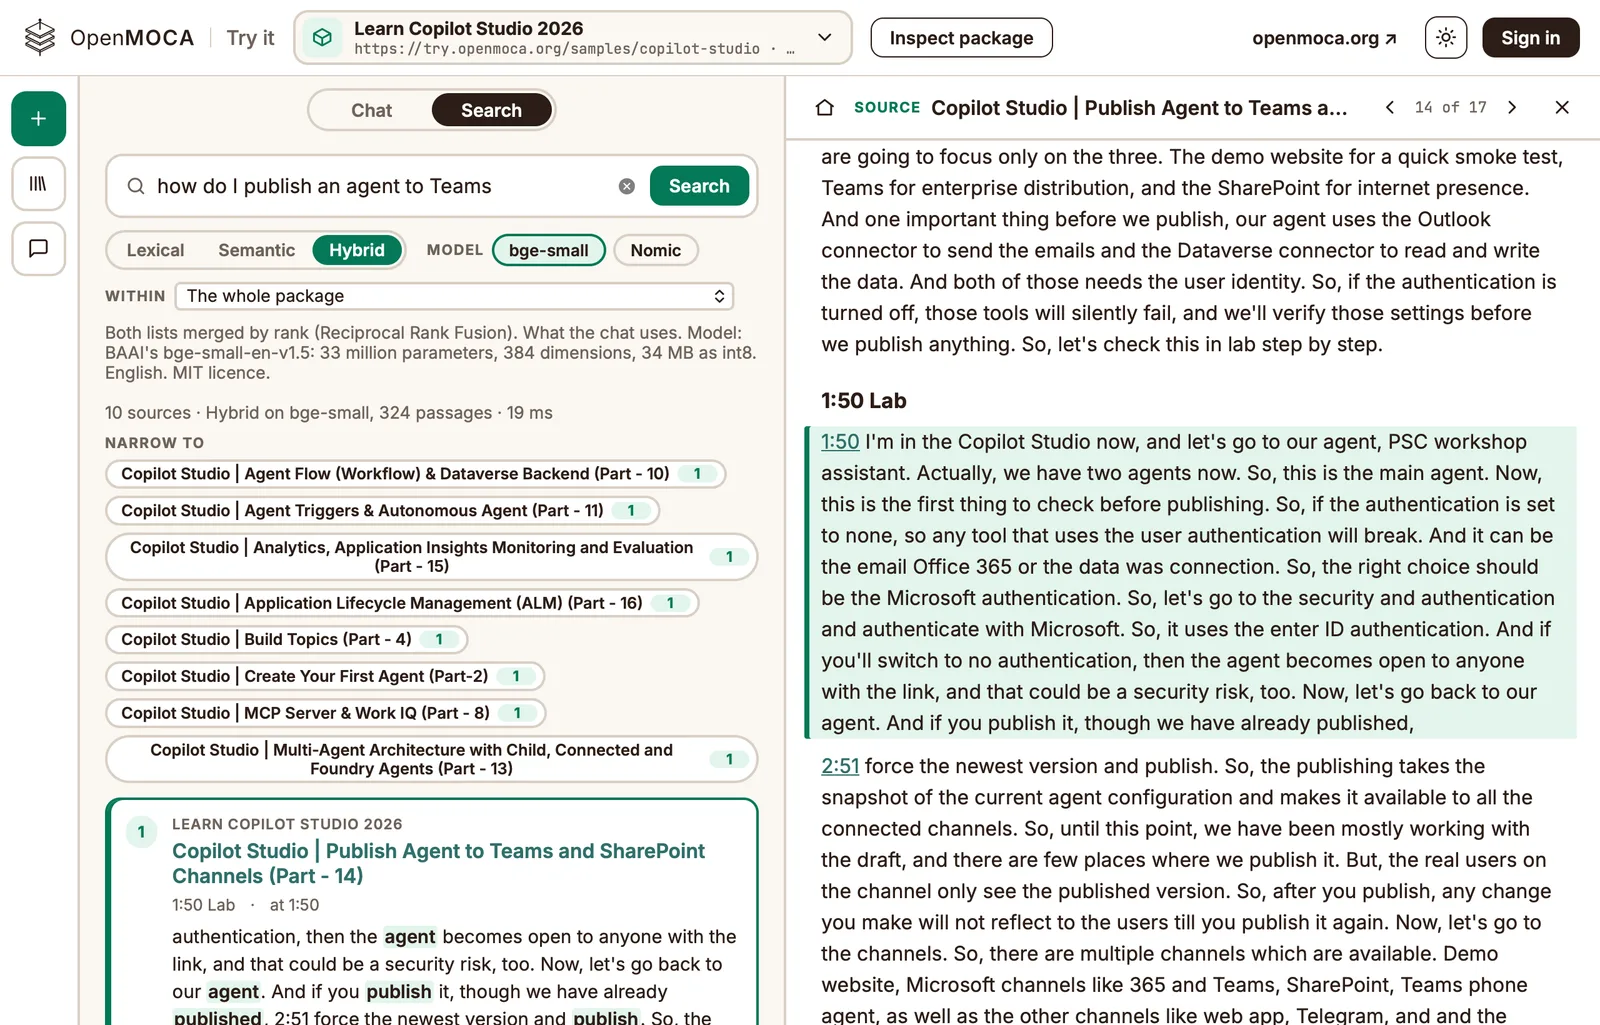 OpenMOCA
Try it
Learn Copilot Studio 2026
https://try.openmoca.org/samples/copilot-studio · …
Inspect package
openmoca.org ↗
Sign in
+
Chat
Search
how do I publish an agent to Teams
Search
Lexical
Semantic
Hybrid
MODEL
bge-small
Nomic
WITHIN
The whole package
Both lists merged by rank (Reciprocal Rank Fusion). What the chat uses. Model:
BAAI's bge-small-en-v1.5: 33 million parameters, 384 dimensions, 34 MB as int8.
English. MIT licence.
10 sources · Hybrid on bge-small, 324 passages · 19 ms
NARROW TO
Copilot Studio | Agent Flow (Workflow) & Dataverse Backend (Part - 10) 1
Copilot Studio | Agent Triggers & Autonomous Agent (Part - 11) 1
Copilot Studio | Analytics, Application Insights Monitoring and Evaluation
(Part - 15) 1
Copilot Studio | Application Lifecycle Management (ALM) (Part - 16) 1
Copilot Studio | Build Topics (Part - 4) 1
Copilot Studio | Create Your First Agent (Part-2) 1
Copilot Studio | MCP Server & Work IQ (Part - 8) 1
Copilot Studio | Multi-Agent Architecture with Child, Connected and
Foundry Agents (Part - 13) 1
1
LEARN COPILOT STUDIO 2026
Copilot Studio | Publish Agent to Teams and SharePoint
Channels (Part - 14)
1:50 Lab · at 1:50
authentication, then the agent becomes open to anyone with the
link, and that could be a security risk, too. Now, let's go back to
our agent. And if you publish it, though we have already
published, 2:51 force the newest version and publish. So, the
SOURCE
Copilot Studio | Publish Agent to Teams a...
14 of 17
are going to focus only on the three. The demo website for a quick smoke test,
Teams for enterprise distribution, and the SharePoint for internet presence.
And one important thing before we publish, our agent uses the Outlook
connector to send the emails and the Dataverse connector to read and write
the data. And both of those needs the user identity. So, if the authentication is
turned off, those tools will silently fail, and we'll verify those settings before
we publish anything. So, let's check this in lab step by step.
1:50 Lab
1:50 I'm in the Copilot Studio now, and let's go to our agent, PSC workshop
assistant. Actually, we have two agents now. So, this is the main agent. Now,
this is the first thing to check before publishing. So, if the authentication is set
to none, so any tool that uses the user authentication will break. And it can be
the email Office 365 or the data was connection. So, the right choice should
be the Microsoft authentication. So, let's go to the security and authentication
and authenticate with Microsoft. So, it uses the enter ID authentication. And if
you'll switch to no authentication, then the agent becomes open to anyone
with the link, and that could be a security risk, too. Now, let's go back to our
agent. And if you publish it, though we have already published,
2:51 force the newest version and publish. So, the publishing takes the
snapshot of the current agent configuration and makes it available to all the
connected channels. So, until this point, we have been mostly working with
the draft, and there are few places where we publish it. But, the real users on
the channel only see the published version. So, after you publish, any change
you make will not reflect to the users till you publish it again. Now, let's go to
the channels. So, there are multiple channels which are available. Demo
website, Microsoft channels like 365 and Teams, SharePoint, Teams phone
agent, as well as the other channels like web app, Telegram, and and the